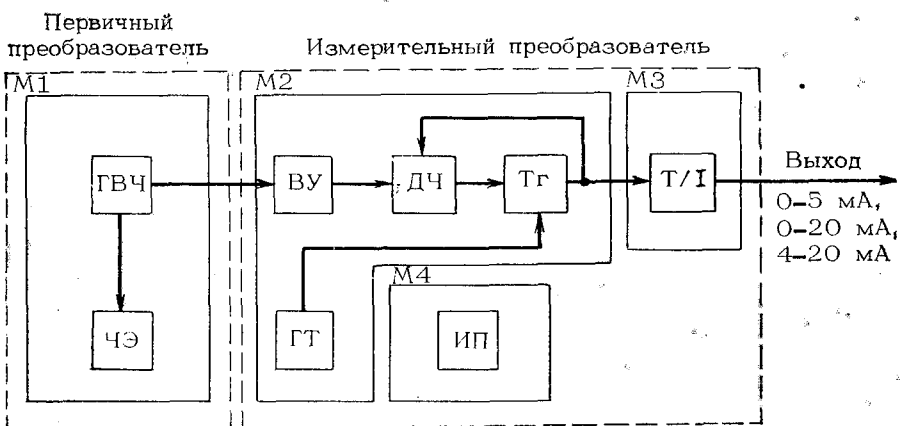 Первичный
преобразователь
Измерительный преобразователь
М1
М2
М3
ГВЧ
ВУ
ДЧ
Тг
Т/I
Выход
0–5 мА,
0–20 мА,
4–20 мА
М4
ЧЭ
ГТ
ИП